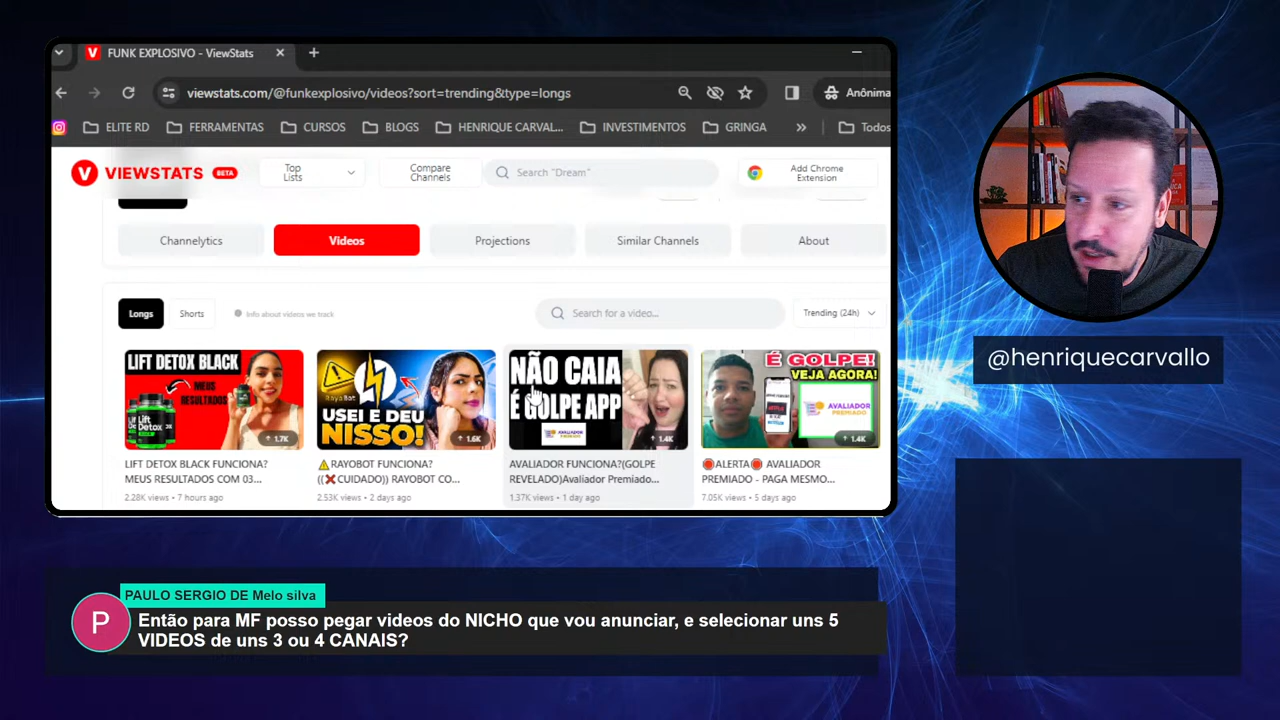 FUNK EXPLOSIVO - ViewStats
viewstats.com/@funkexplosivo/videos?sort=trending&type=longs
Anônima
ELITE RD
FERRAMENTAS
CURSOS
BLOGS
HENRIQUE CARVAL...
INVESTIMENTOS
GRINGA
»
Todos
V VIEWSTATS BETA
Top
Lists
Compare
Channels
Search "Dream"
Add Chrome
Extension
Channelytics
Videos
Projections
Similar Channels
About
Longs
Shorts
Info about videos we track
Search for a video...
Trending (24h)
LIFT DETOX BLACK
MEUS
RESULTADOS
Lift
Detox
↑ 1.7K
LIFT DETOX BLACK FUNCIONA?
MEUS RESULTADOS COM 03...
2.28K views • 7 hours ago
RayoBot
USEI E DEU
NISSO!
↑ 1.6K
⚠RAYOBOT FUNCIONA?
((❌CUIDADO)) RAYOBOT CO...
2.53K views • 2 days ago
NÃO CAIA
É GOLPE APP
AVALIADOR
PREMIADO
↑ 1.4K
AVALIADOR FUNCIONA?(GOLPE
REVELADO)Avaliador Premiado...
1.37K views • 1 day ago
É GOLPE!
VEJA AGORA!
AVALIADOR
PREMIADO
↑ 1.4K
🛑ALERTA🛑 AVALIADOR
PREMIADO - PAGA MESMO...
7.05K views • 5 days ago
@henriquecarvallo
PAULO SERGIO DE Melo silva
P
Então para MF posso pegar videos do NICHO que vou anunciar, e selecionar uns 5
VIDEOS de uns 3 ou 4 CANAIS?